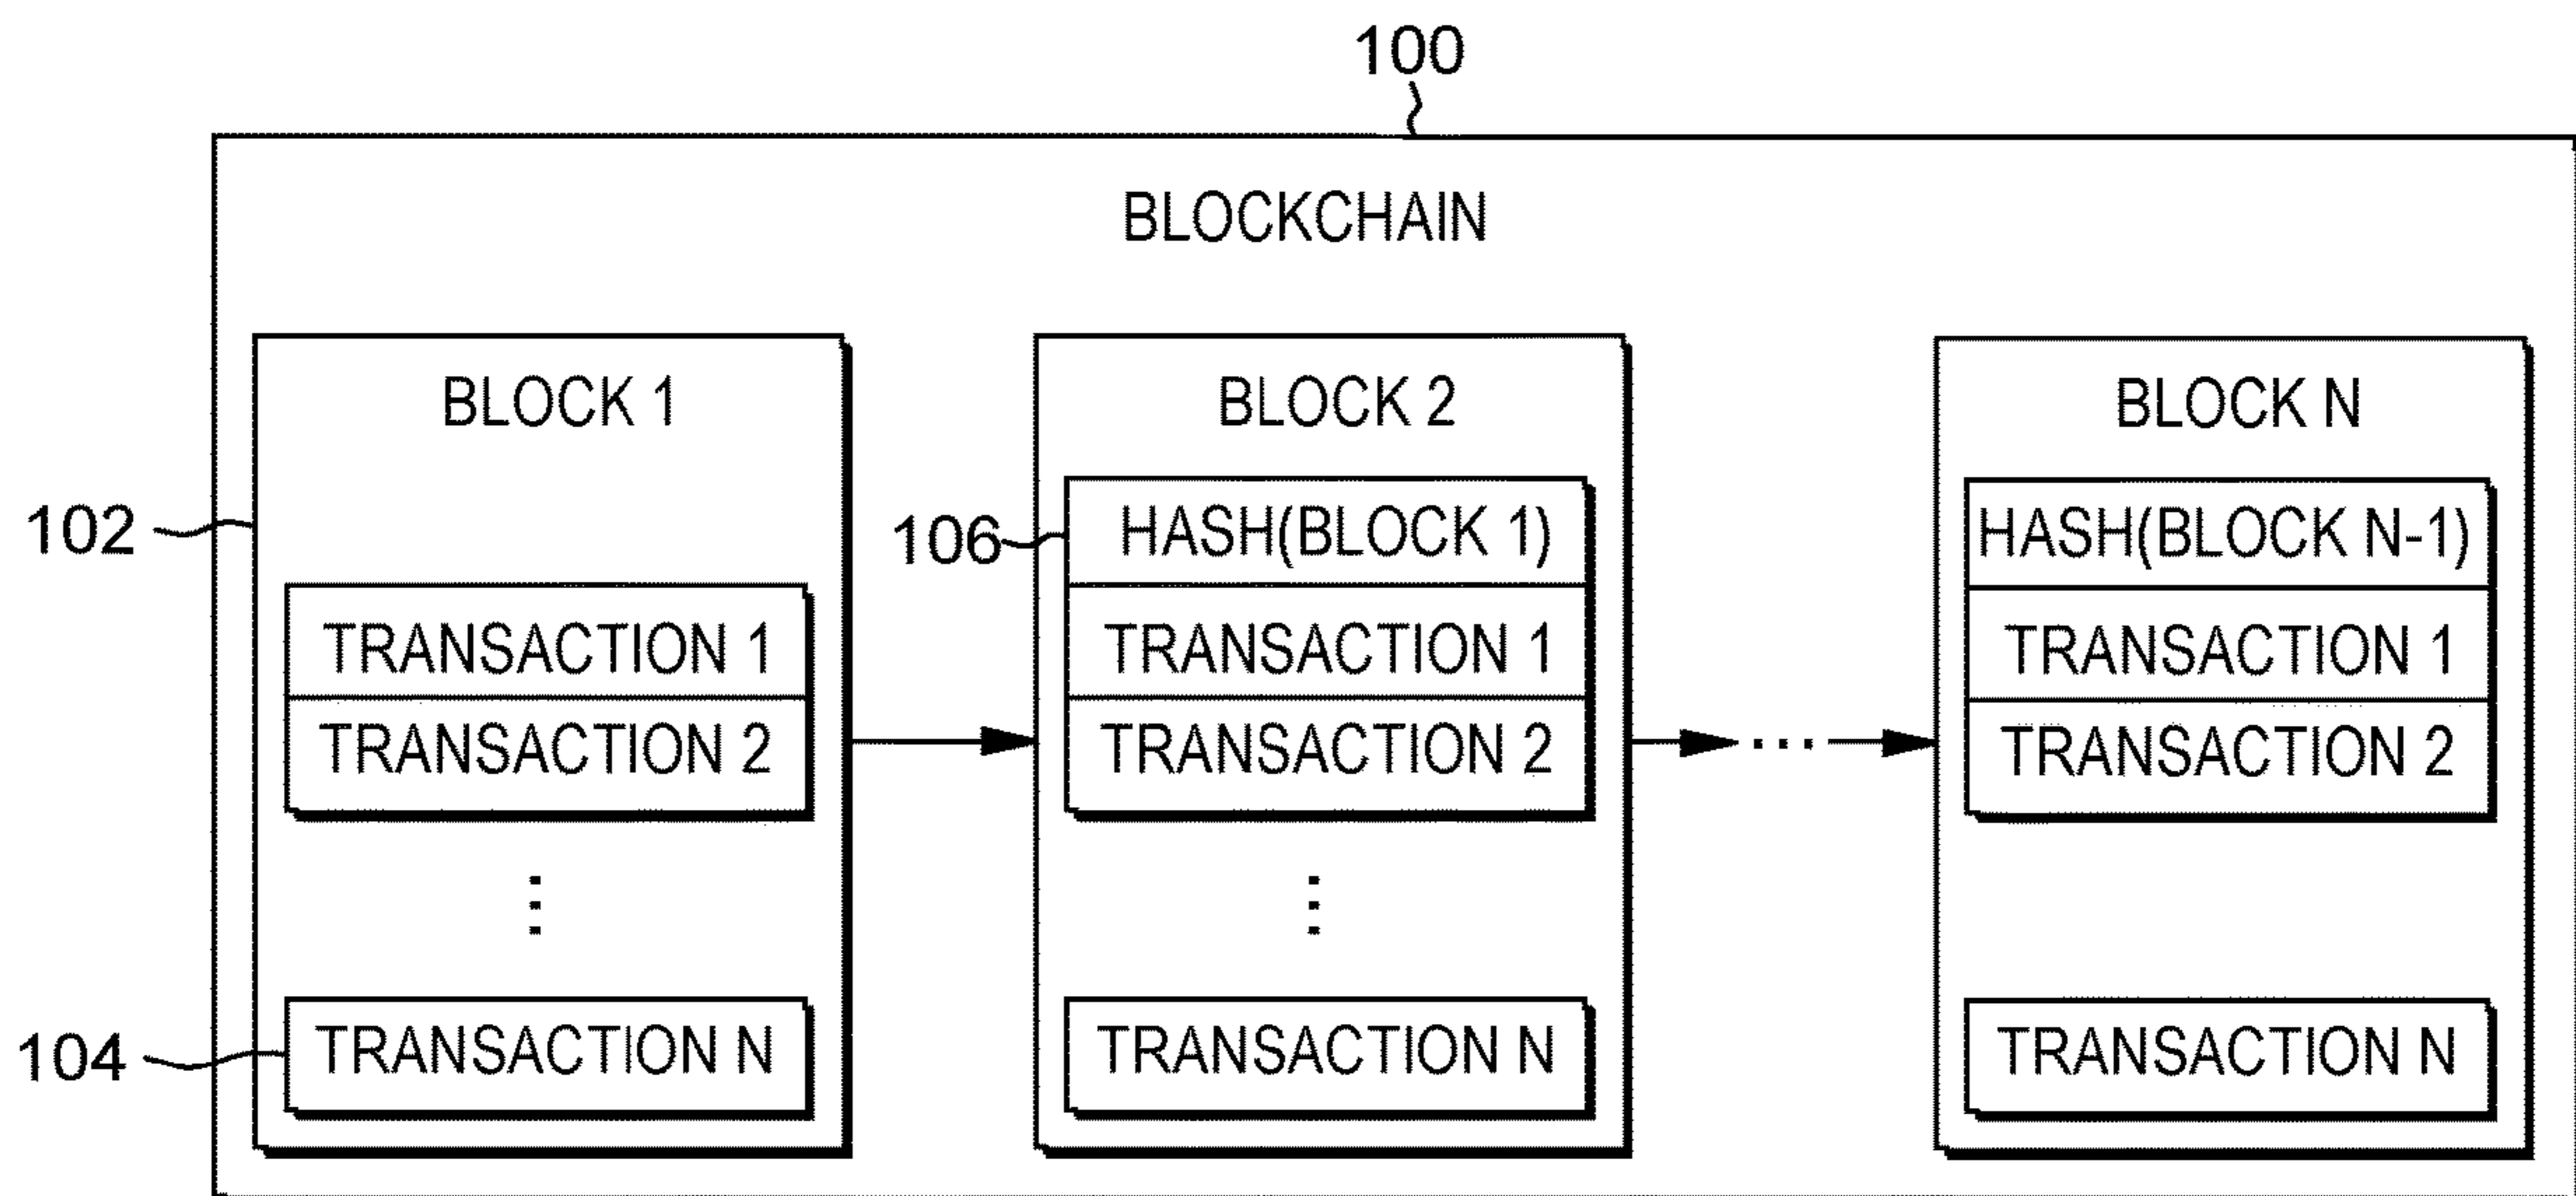 100
BLOCKCHAIN
BLOCK 1
102
TRANSACTION 1
TRANSACTION 2
104
TRANSACTION N
BLOCK 2
106
HASH(BLOCK 1)
TRANSACTION 1
TRANSACTION 2
TRANSACTION N
BLOCK N
HASH(BLOCK N-1)
TRANSACTION 1
TRANSACTION 2
TRANSACTION N